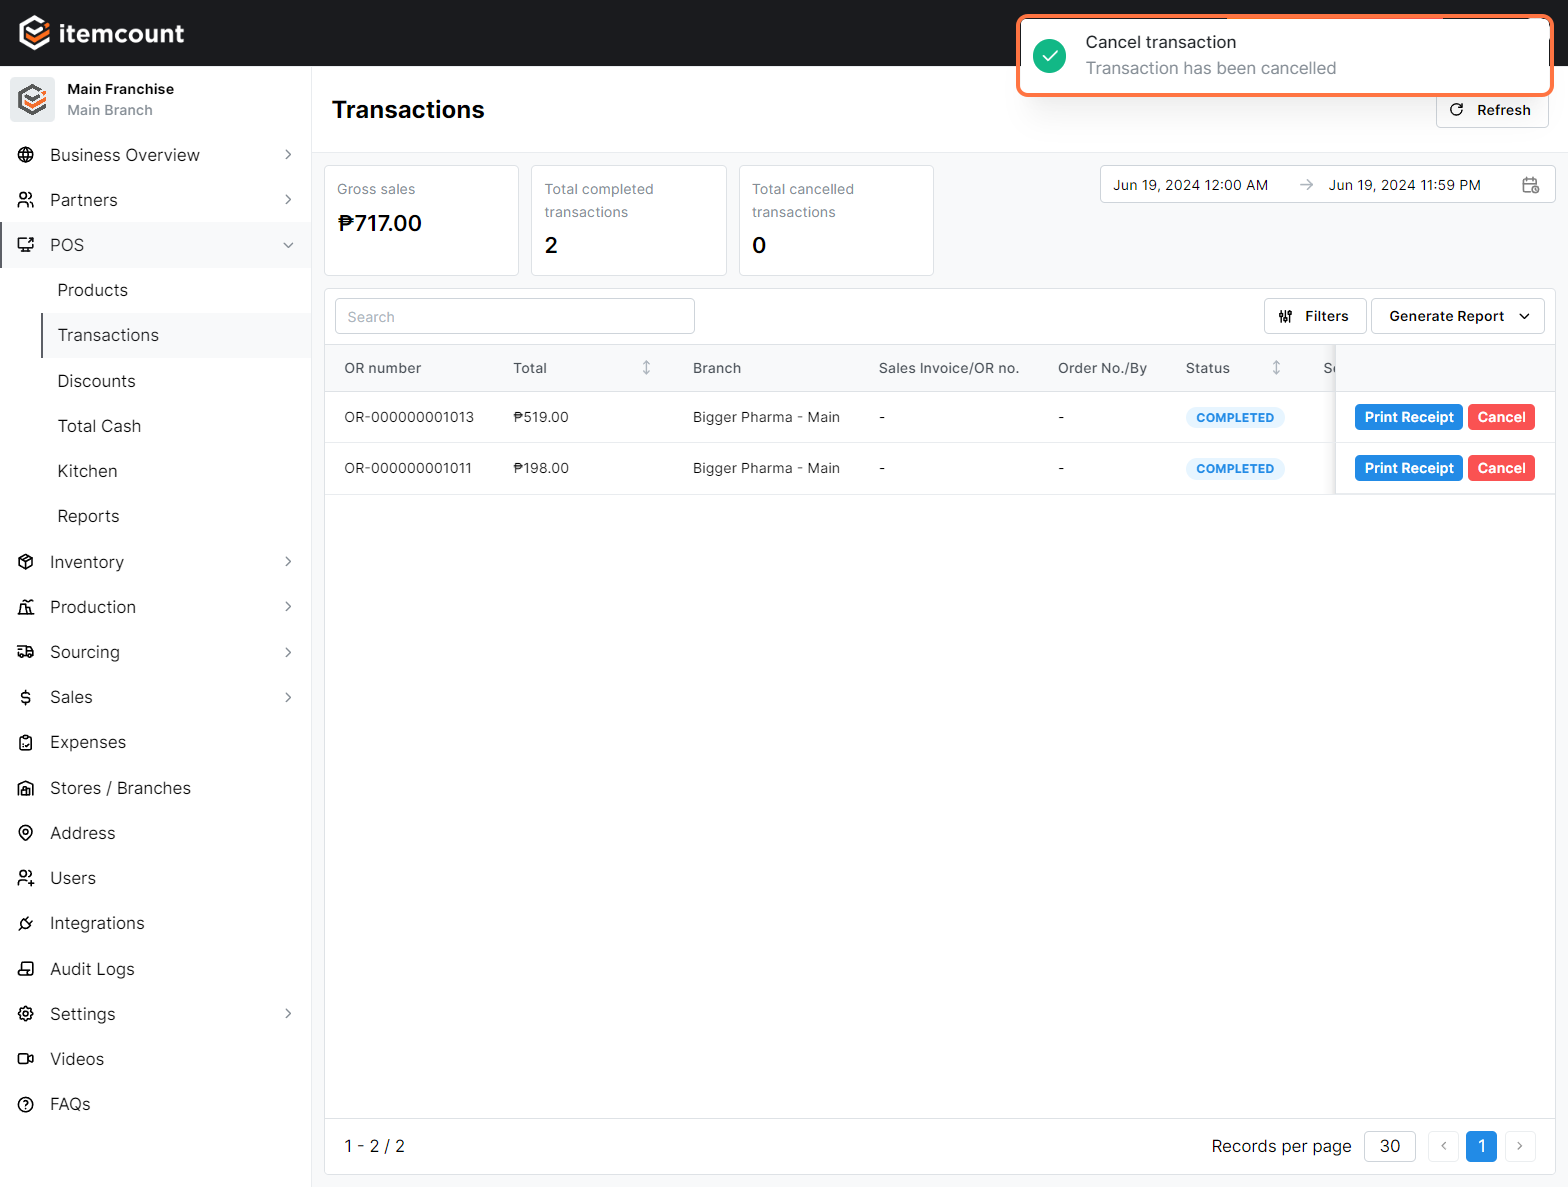 itemcount
Cancel transaction
Transaction has been cancelled
Main Franchise
Main Branch
Transactions
Refresh
Business Overview
Partners
POS
Products
Transactions
Discounts
Total Cash
Kitchen
Reports
Inventory
Production
Sourcing
Sales
Expenses
Stores / Branches
Address
Users
Integrations
Audit Logs
Settings
Videos
FAQs
Gross sales
₱717.00
Total completed
transactions
2
Total cancelled
transactions
0
Jun 19, 2024 12:00 AM → Jun 19, 2024 11:59 PM
Search
Filters
Generate Report
OR number Total Branch Sales Invoice/OR no. Order No./By Status
OR-000000001013 ₱519.00 Bigger Pharma - Main - - COMPLETED Print Receipt Cancel
OR-000000001011 ₱198.00 Bigger Pharma - Main - - COMPLETED Print Receipt Cancel
1 - 2 / 2
Records per page 30 < 1 >